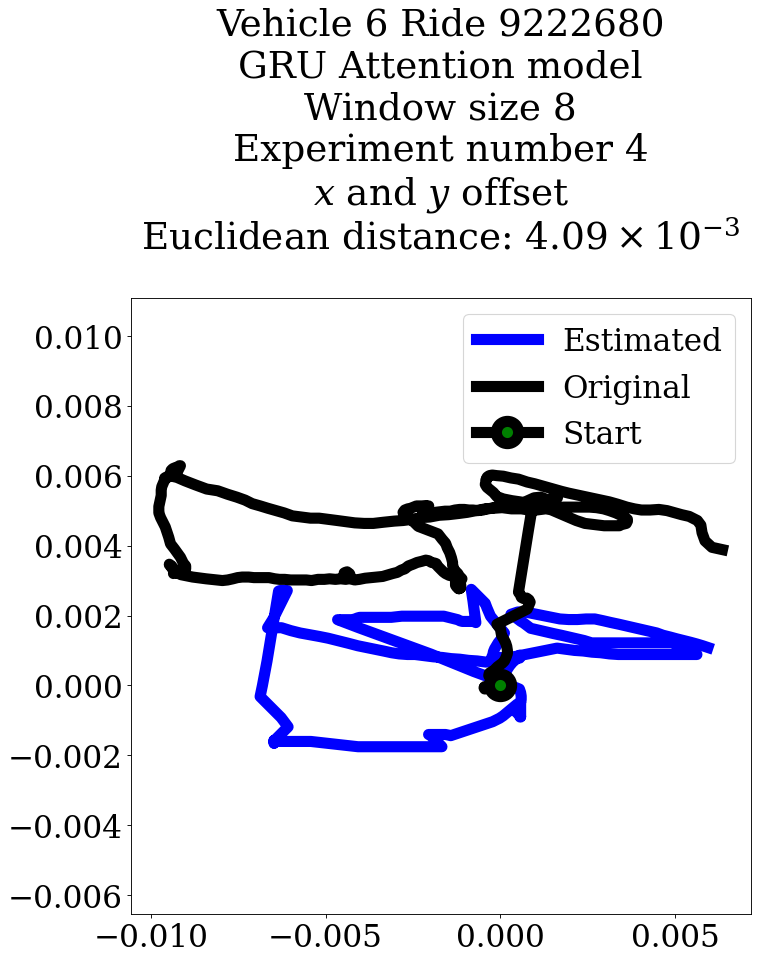 Vehicle 6 Ride 9222680
GRU Attention model
Window size 8
Experiment number 4
x and y offset
Euclidean distance: 4.09 × 10⁻³
Estimated
Original
Start
0.010
0.008
0.006
0.004
0.002
0.000
−0.002
−0.004
−0.006
−0.010 −0.005 0.000 0.005